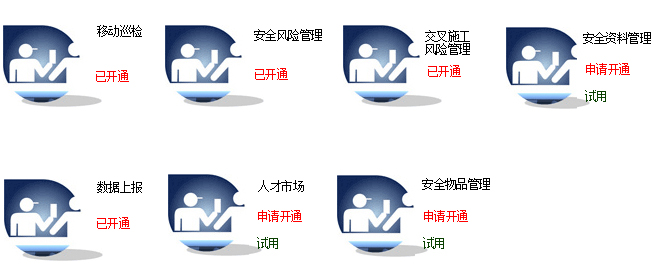 移动巡检
已开通
安全风险管理
已开通
交叉施工
风险管理
已开通
安全资料管理
申请开通
试用
数据上报
已开通
人才市场
申请开通
试用
安全物品管理
申请开通
试用